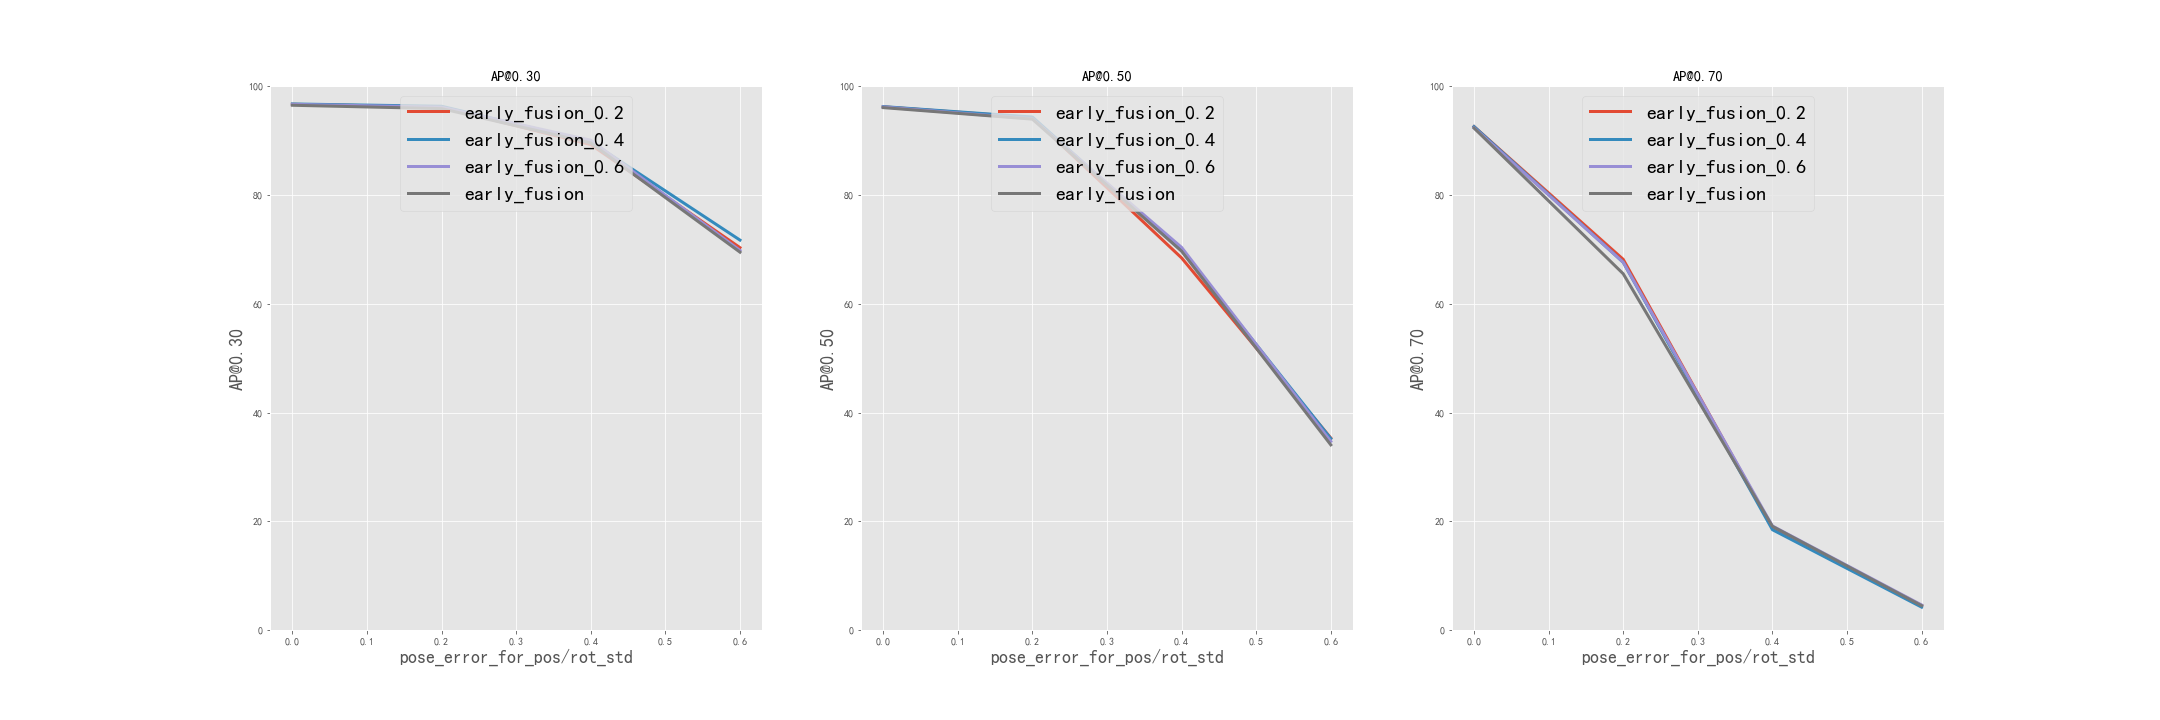 AP@0.30
100
80
60
40
20
0
AP@0.30
early_fusion_0.2
early_fusion_0.4
early_fusion_0.6
early_fusion
0.0 0.1 0.2 0.3 0.4 0.5 0.6
pose_error_for_pos/rot_std
AP@0.50
100
80
60
40
20
0
AP@0.50
early_fusion_0.2
early_fusion_0.4
early_fusion_0.6
early_fusion
0.0 0.1 0.2 0.3 0.4 0.5 0.6
pose_error_for_pos/rot_std
AP@0.70
100
80
60
40
20
0
AP@0.70
early_fusion_0.2
early_fusion_0.4
early_fusion_0.6
early_fusion
0.0 0.1 0.2 0.3 0.4 0.5 0.6
pose_error_for_pos/rot_std